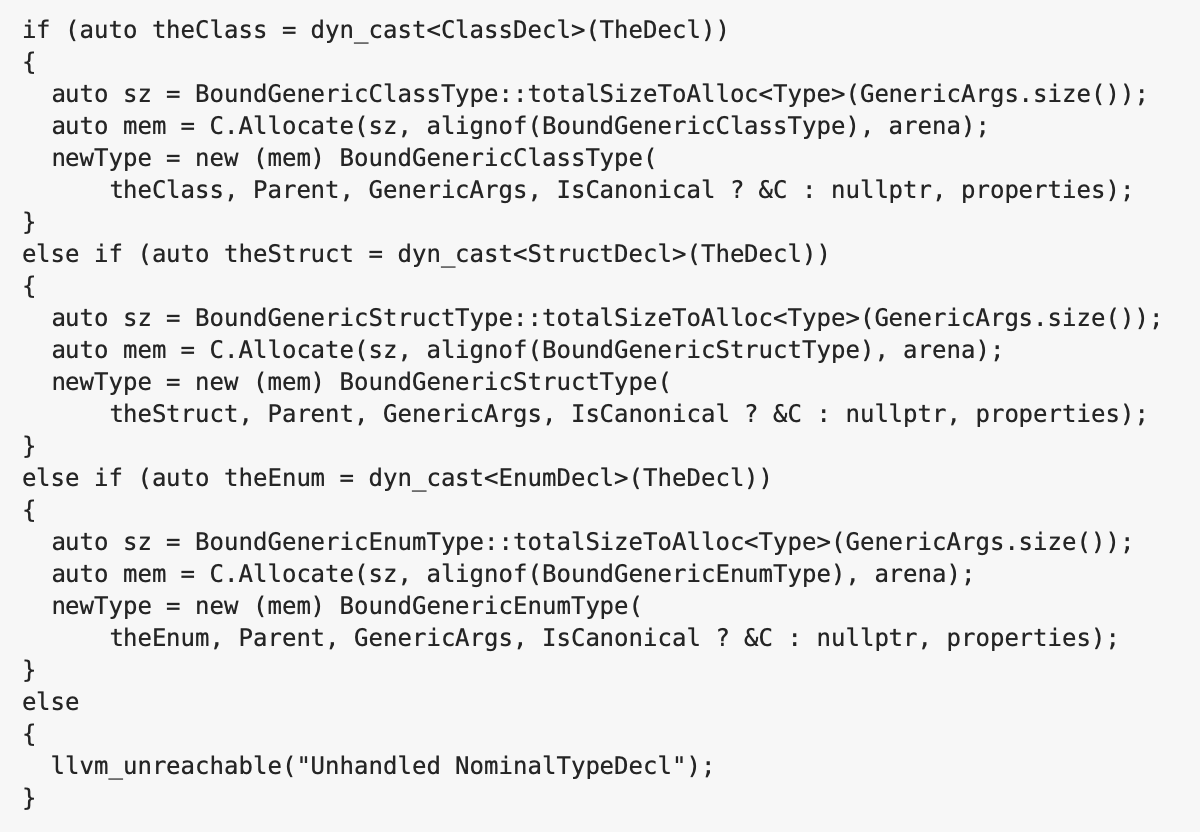 if (auto theClass = dyn_cast<ClassDecl>(TheDecl))
{
  auto sz = BoundGenericClassType::totalSizeToAlloc<Type>(GenericArgs.size());
  auto mem = C.Allocate(sz, alignof(BoundGenericClassType), arena);
  newType = new (mem) BoundGenericClassType(
      theClass, Parent, GenericArgs, IsCanonical ? &C : nullptr, properties);
}
else if (auto theStruct = dyn_cast<StructDecl>(TheDecl))
{
  auto sz = BoundGenericStructType::totalSizeToAlloc<Type>(GenericArgs.size());
  auto mem = C.Allocate(sz, alignof(BoundGenericStructType), arena);
  newType = new (mem) BoundGenericStructType(
      theStruct, Parent, GenericArgs, IsCanonical ? &C : nullptr, properties);
}
else if (auto theEnum = dyn_cast<EnumDecl>(TheDecl))
{
  auto sz = BoundGenericEnumType::totalSizeToAlloc<Type>(GenericArgs.size());
  auto mem = C.Allocate(sz, alignof(BoundGenericEnumType), arena);
  newType = new (mem) BoundGenericEnumType(
      theEnum, Parent, GenericArgs, IsCanonical ? &C : nullptr, properties);
}
else
{
  llvm_unreachable("Unhandled NominalTypeDecl");
}